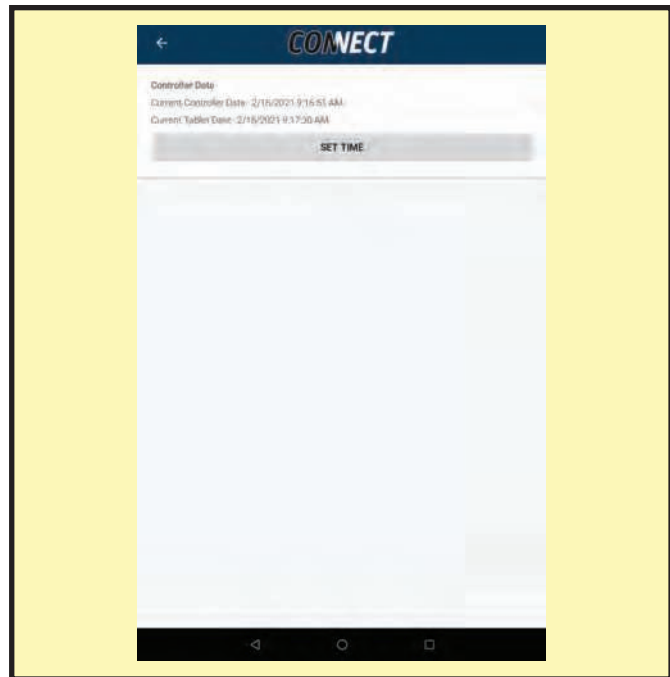 CONNECT
Controller Date
Current Controller Date - 2/16/2021 9:16:51 AM
Current Tablet Date - 2/16/2021 9:17:30 AM
SET TIME